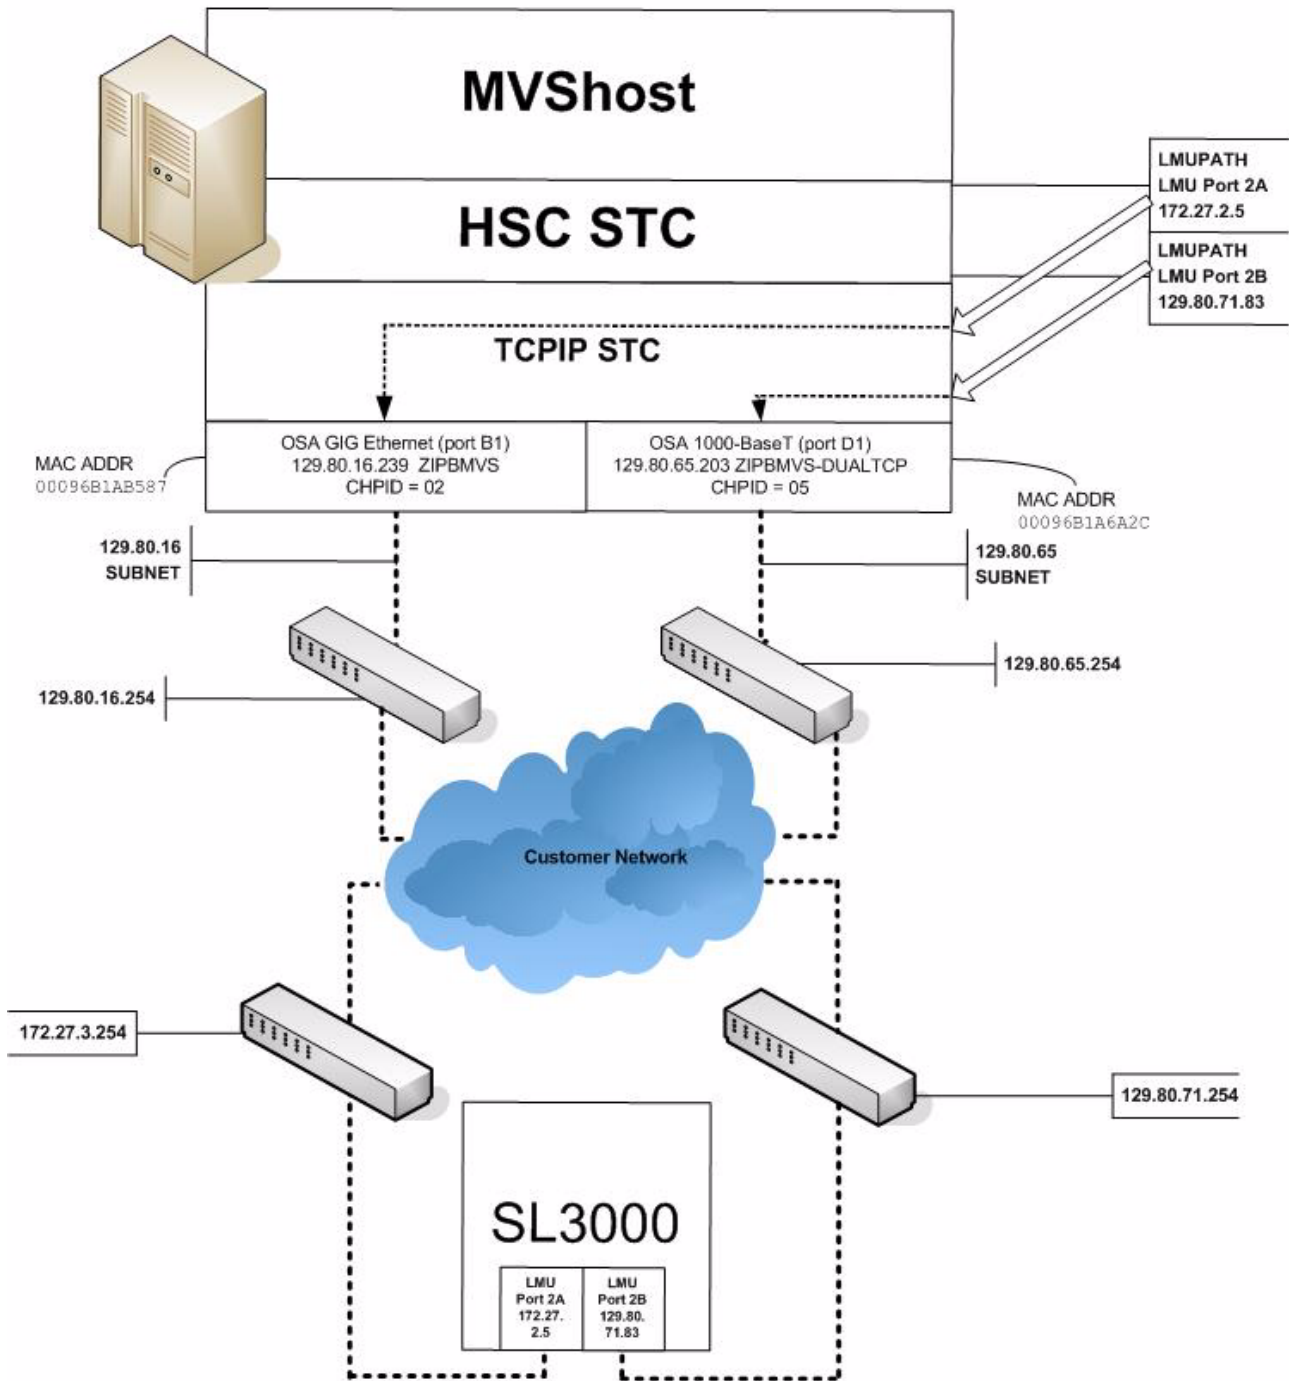 MVShost
LMUPATH
LMU Port 2A
172.27.2.5
HSC STC
LMUPATH
LMU Port 2B
129.80.71.83
TCPIP STC
OSA GIG Ethernet (port B1)
129.80.16.239 ZIPBMVS
CHPID = 02
OSA 1000-BaseT (port D1)
129.80.65.203 ZIPBMVS-DUALTCP
CHPID = 05
MAC ADDR
00096B1AB587
MAC ADDR
00096B1A6A2C
129.80.16
SUBNET
129.80.65
SUBNET
129.80.65.254
129.80.16.254
Customer Network
172.27.3.254
129.80.71.254
SL3000
LMU
Port 2A
172.27.
2.5
LMU
Port 2B
129.80.
71.83